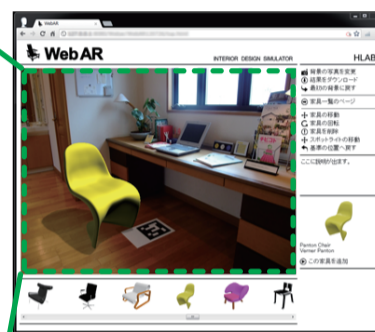 WebAR
WebAR
INTERIOR DESIGN SIMULATOR
HLAB
背景の写真を変更
結果をダウンロード
最初の背景に戻す
家具一覧のページ
家具の移動
家具の回転
家具を削除
スポットライトの移動
基準の位置へ戻す
ここに説明が出ます。
Panton Chair
Verner Panton
この家具を追加